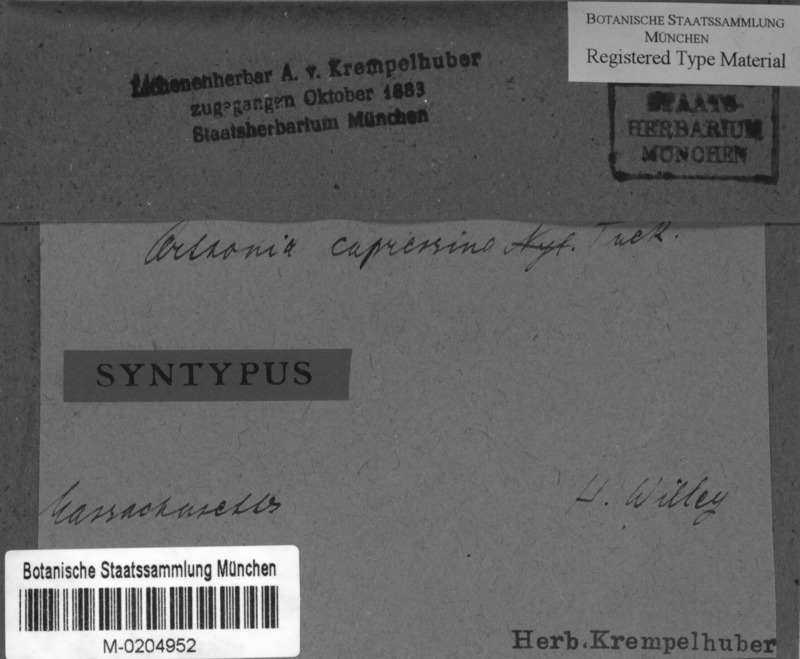 BOTANISCHE STAATSSAMMLUNG
MÜNCHEN
Registered Type Material
Lichenenherbar A. v. Krempelhuber
zugegangen Oktober 1883
Staatsherbarium München
STAATS-
HERBARIUM
MÜNCHEN
Arthonia cupressina Nyl. Tuck.
SYNTYPUS
Massachusetts
H. Willey
Botanische Staatssammlung München
M-0204952
Herb. Krempelhuber